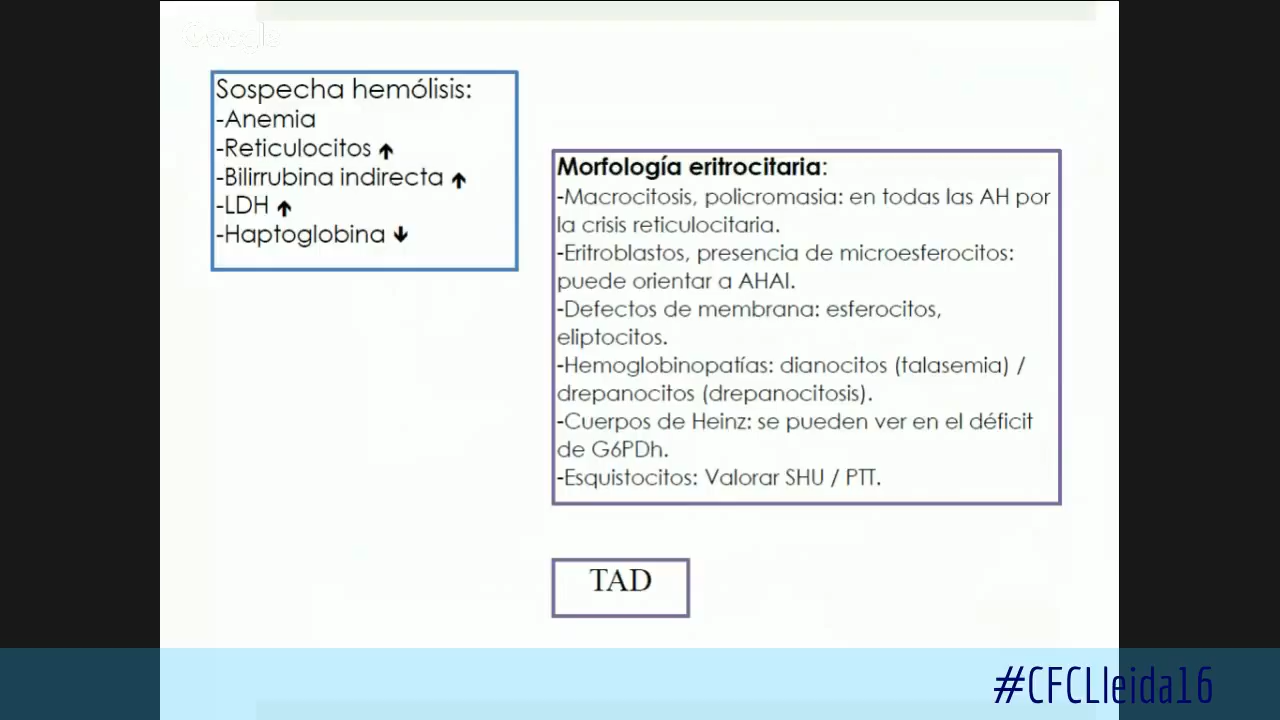 Google
Sospecha hemólisis:
-Anemia
-Reticulocitos ↑
-Bilirrubina indirecta ↑
-LDH ↑
-Haptoglobina ↓
Morfología eritrocitaria:
-Macrocitosis, policromasia: en todas las AH por
la crisis reticulocitaria.
-Eritroblastos, presencia de microesferocitos:
puede orientar a AHAI.
-Defectos de membrana: esferocitos,
eliptocitos.
-Hemoglobinopatías: dianocitos (talasemia) /
drepanocitos (drepanocitosis).
-Cuerpos de Heinz: se pueden ver en el déficit
de G6PDh.
-Esquistocitos: Valorar SHU / PTT.
TAD
#CFCLleida16